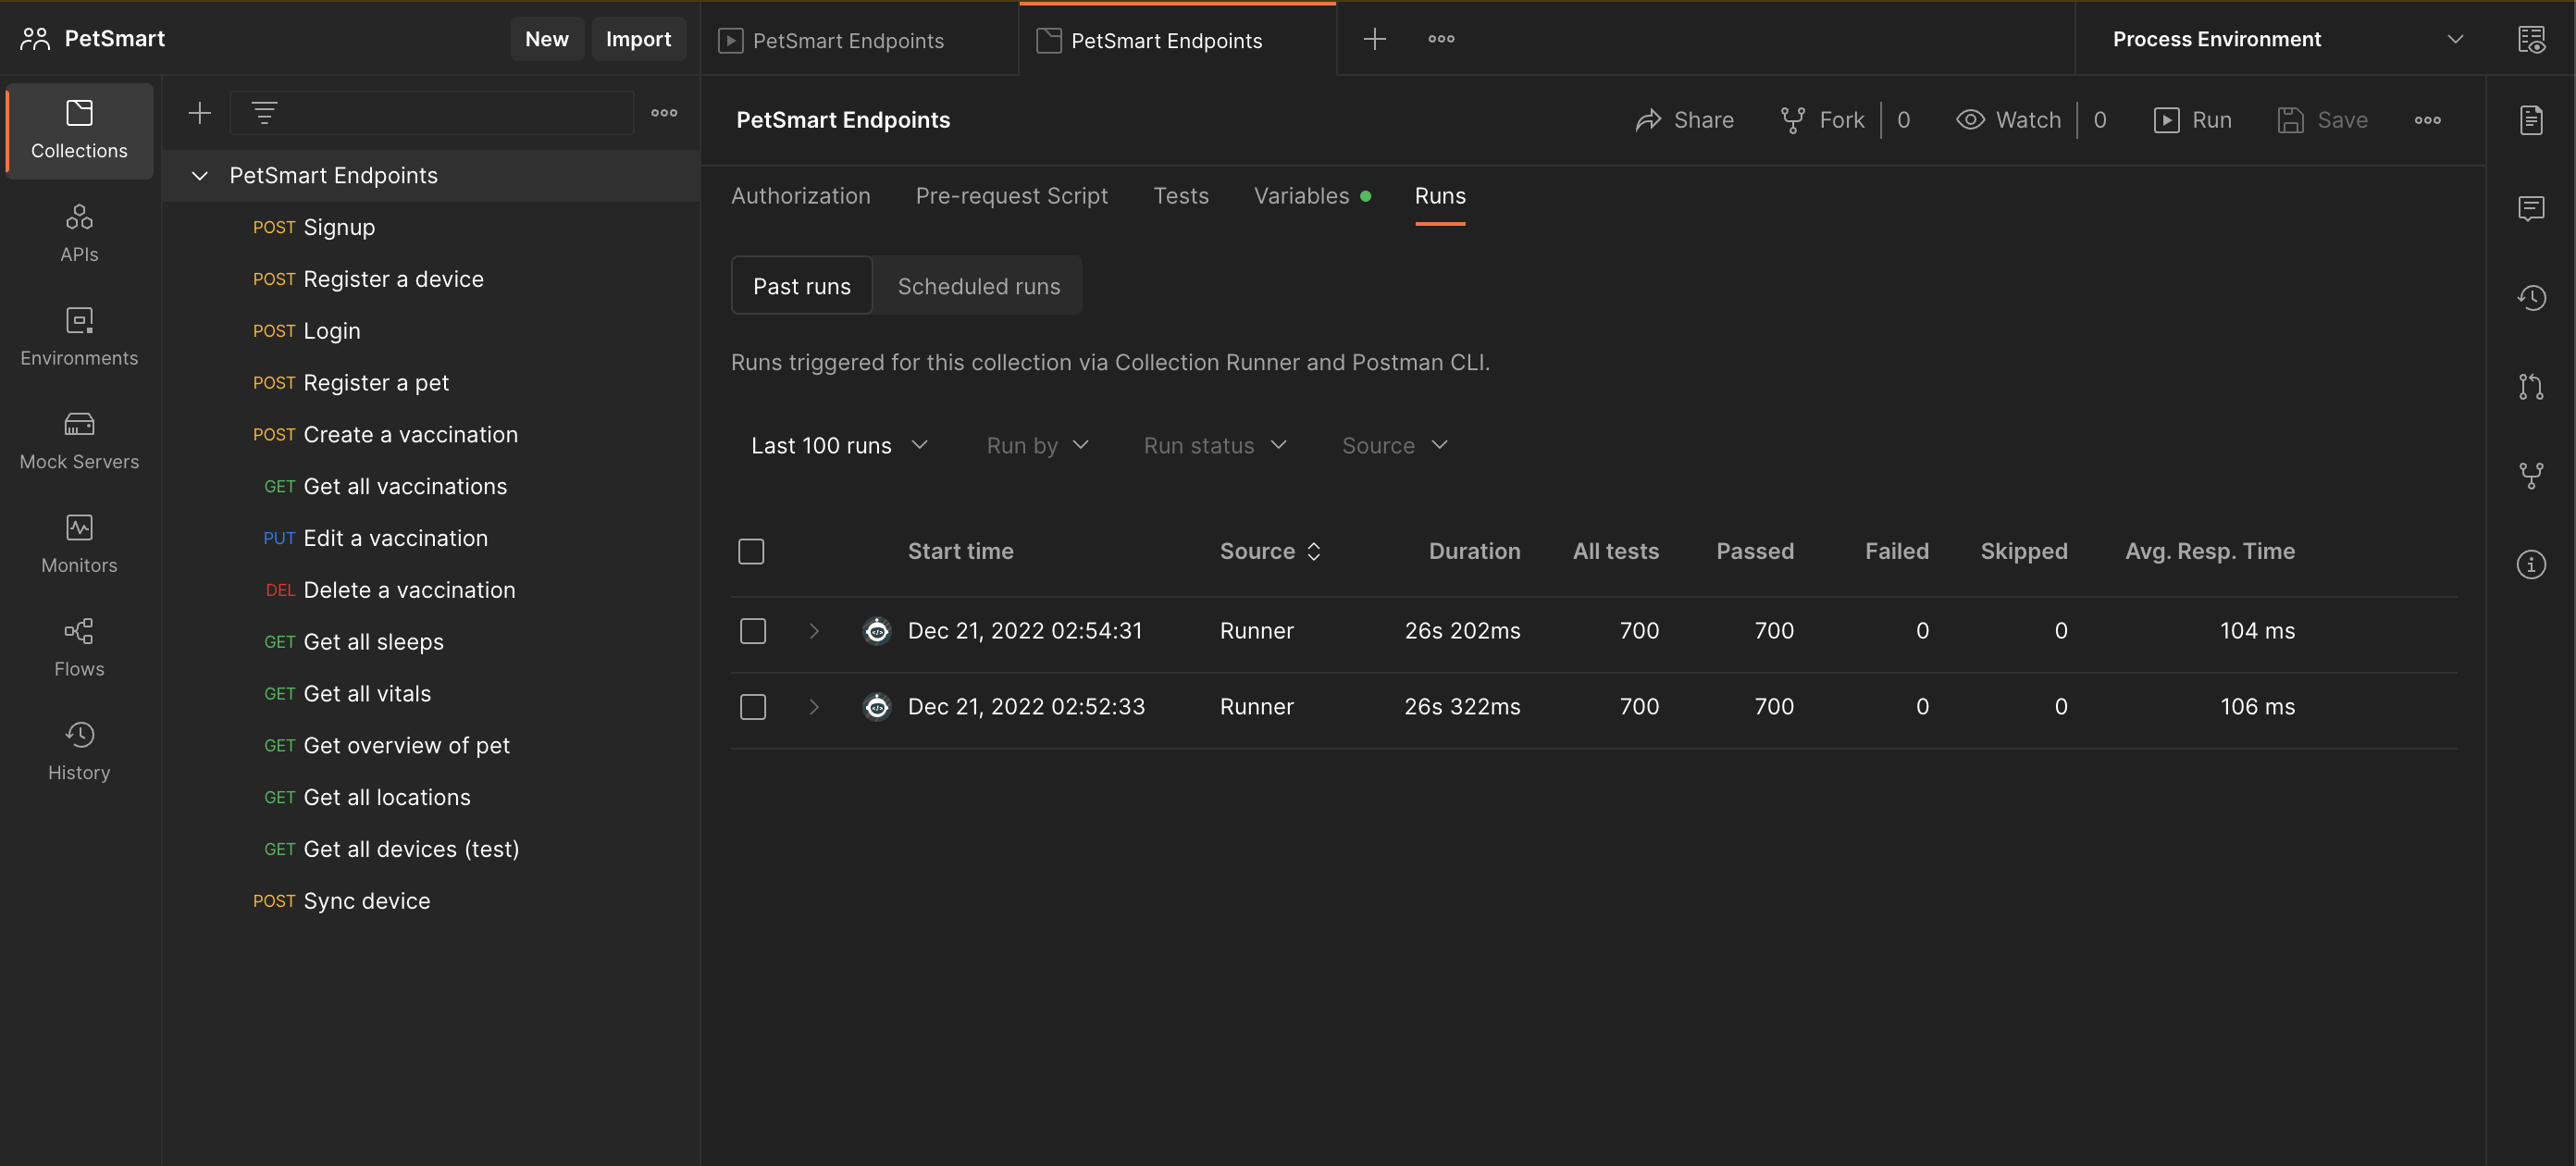 PetSmart
New
Import
PetSmart Endpoints
PetSmart Endpoints
Process Environment
Collections
APIs
Environments
Mock Servers
Monitors
Flows
History
PetSmart Endpoints
POST Signup
POST Register a device
POST Login
POST Register a pet
POST Create a vaccination
GET Get all vaccinations
PUT Edit a vaccination
DEL Delete a vaccination
GET Get all sleeps
GET Get all vitals
GET Get overview of pet
GET Get all locations
GET Get all devices (test)
POST Sync device
PetSmart Endpoints
Share
Fork 0
Watch 0
Run
Save
Authorization Pre-request Script Tests Variables Runs
Past runs Scheduled runs
Runs triggered for this collection via Collection Runner and Postman CLI.
Last 100 runs Run by Run status Source
Start time Source Duration All tests Passed Failed Skipped Avg. Resp. Time
Dec 21, 2022 02:54:31 Runner 26s 202ms 700 700 0 0 104 ms
Dec 21, 2022 02:52:33 Runner 26s 322ms 700 700 0 0 106 ms